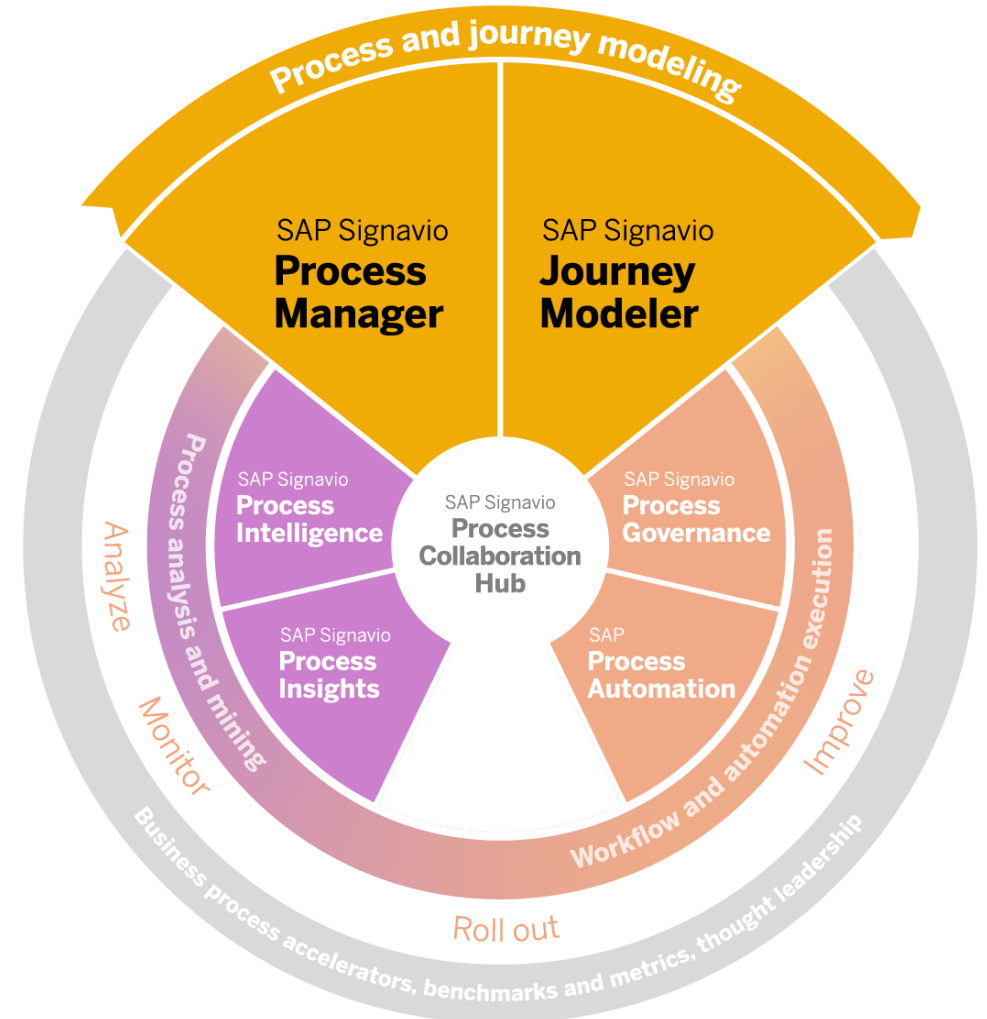 Process and journey modeling
SAP Signavio
Process
Manager
SAP Signavio
Journey
Modeler
SAP Signavio
Process
Intelligence
SAP Signavio
Process
Collaboration
Hub
SAP Signavio
Process
Governance
SAP Signavio
Process
Insights
SAP
Process
Automation
Process analysis and mining
Workflow and automation execution
Analyze
Monitor
Roll out
Improve
Business process accelerators, benchmarks and metrics, thought leadership